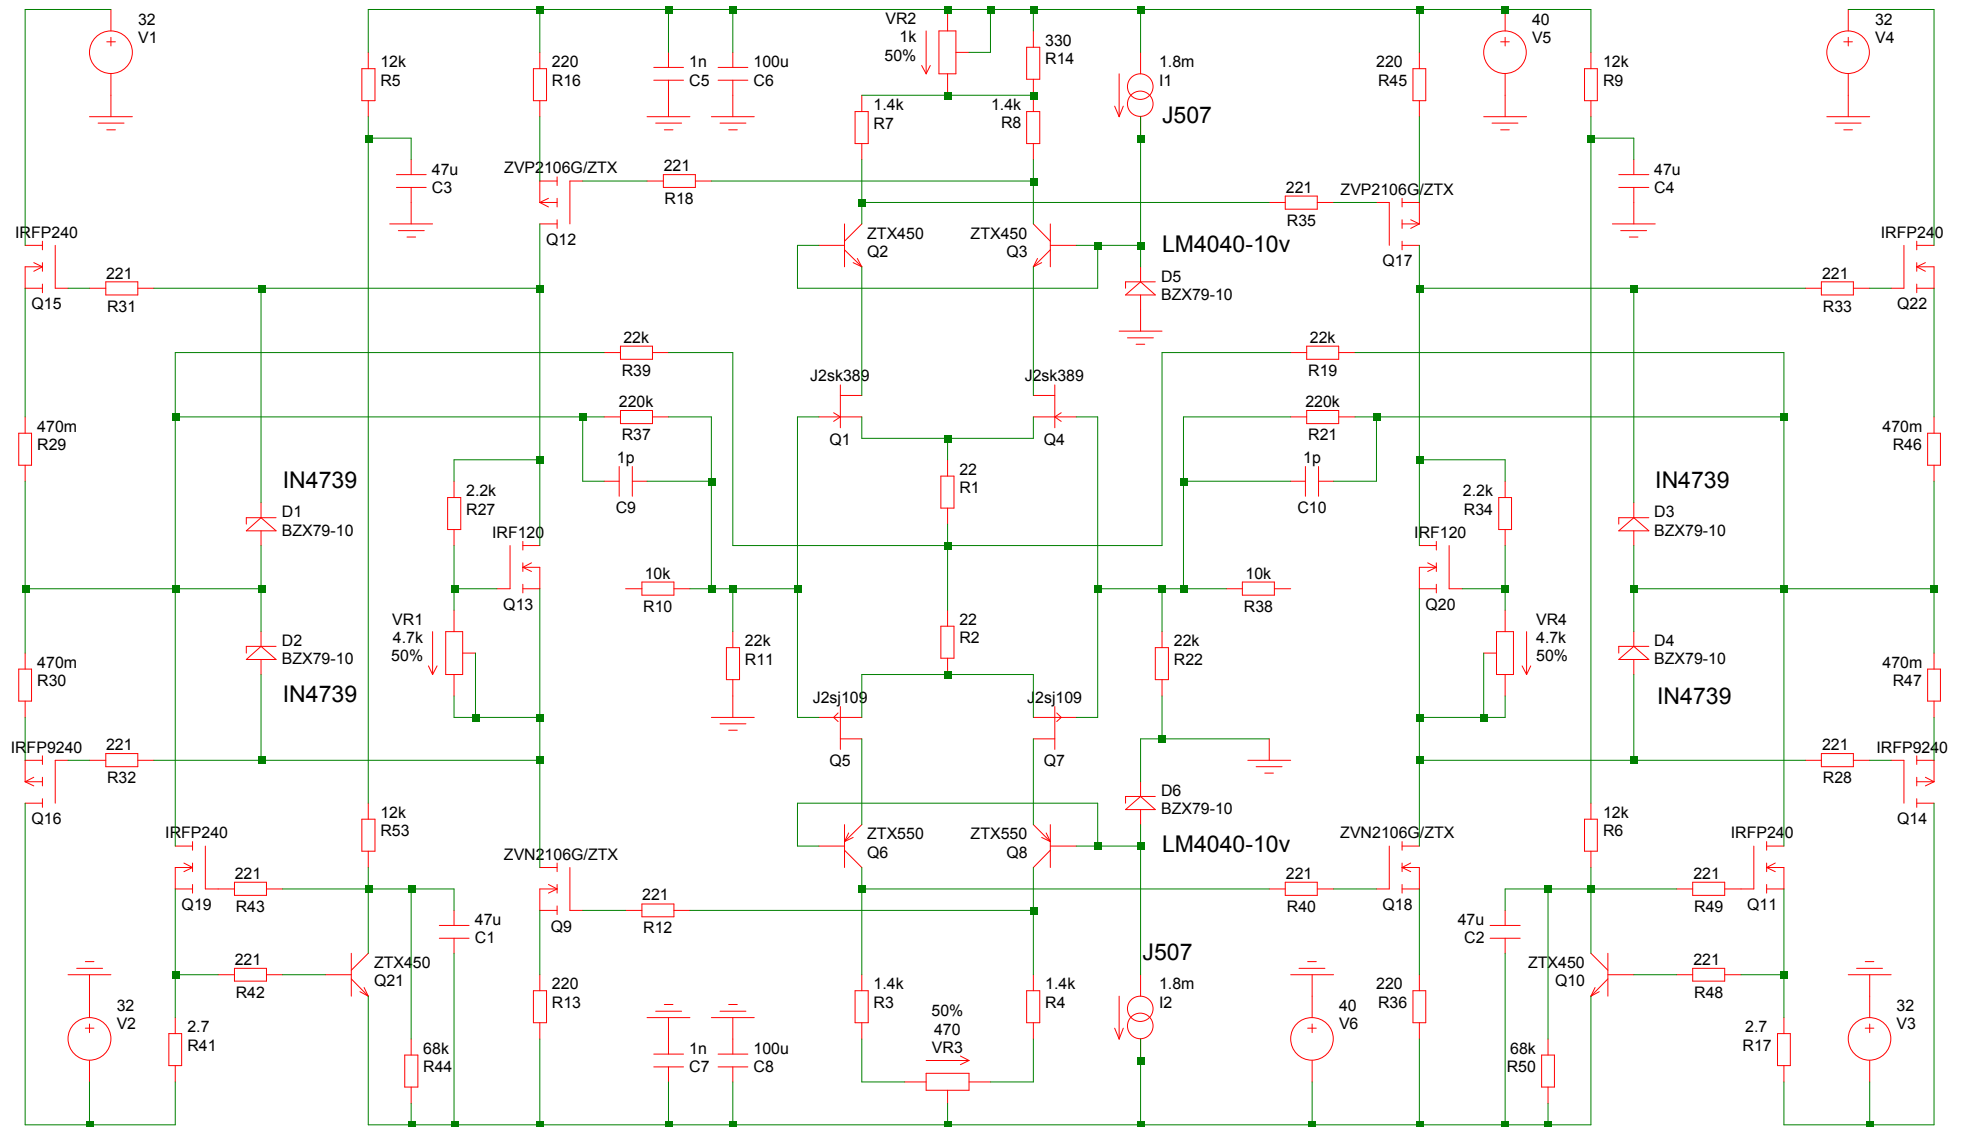 32
V1
12k
R5
220
R16
1n
C5
100u
C6
VR2
1k
50%
330
R14
1.8m
I1
J507
220
R45
40
V5
12k
R9
32
V4
1.4k
R7
1.4k
R8
47u
C3
ZVP2106G/ZTX
Q12
221
R18
221
R35
ZVP2106G/ZTX
Q17
47u
C4
IRFP240
Q15
221
R31
ZTX450
Q2
ZTX450
Q3
LM4040-10v
D5
BZX79-10
221
R33
IRFP240
Q22
22k
R39
22k
R19
J2sk389
Q1
J2sk389
Q4
220k
R37
220k
R21
470m
R29
470m
R46
1p
C9
1p
C10
22
R1
IN4739
D1
BZX79-10
2.2k
R27
IRF120
Q13
2.2k
R34
IRF120
Q20
IN4739
D3
BZX79-10
10k
R10
10k
R38
22
R2
VR1
4.7k
50%
22k
R11
22k
R22
VR4
4.7k
50%
D2
BZX79-10
IN4739
D4
BZX79-10
IN4739
470m
R30
470m
R47
J2sj109
Q5
J2sj109
Q7
IRFP9240
Q16
221
R32
221
R28
IRFP9240
Q14
D6
BZX79-10
LM4040-10v
12k
R53
12k
R6
IRFP240
Q19
ZVN2106G/ZTX
Q9
ZTX550
Q6
ZTX550
Q8
ZVN2106G/ZTX
Q18
IRFP240
Q11
221
R43
221
R12
221
R40
221
R49
47u
C1
47u
C2
221
R42
ZTX450
Q21
J507
ZTX450
Q10
221
R48
32
V2
2.7
R41
68k
R44
220
R13
1n
C7
100u
C8
1.4k
R3
1.4k
R4
50%
470
VR3
1.8m
I2
40
V6
220
R36
68k
R50
2.7
R17
32
V3